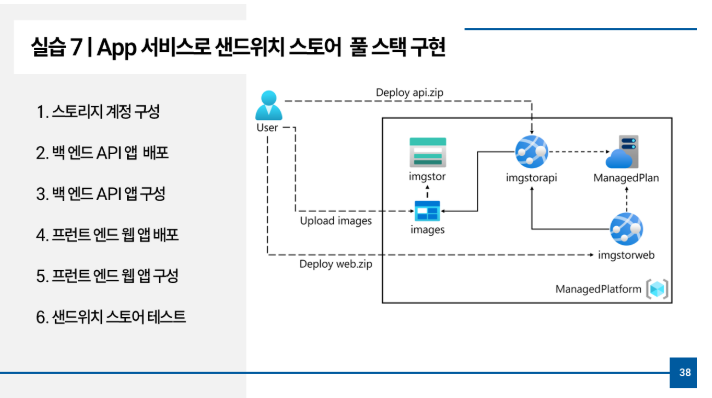 실습 7 | App 서비스로 샌드위치 스토어 풀 스택 구현
1. 스토리지 계정 구성
2. 백 엔드 API 앱 배포
3. 백 엔드 API 앱 구성
4. 프런트 엔드 웹 앱 배포
5. 프런트 엔드 웹 앱 구성
6. 샌드위치 스토어 테스트
Deploy api.zip
User
imgstor
imgstorapi
ManagedPlan
Upload images
images
imgstorweb
Deploy web.zip
ManagedPlatform
38